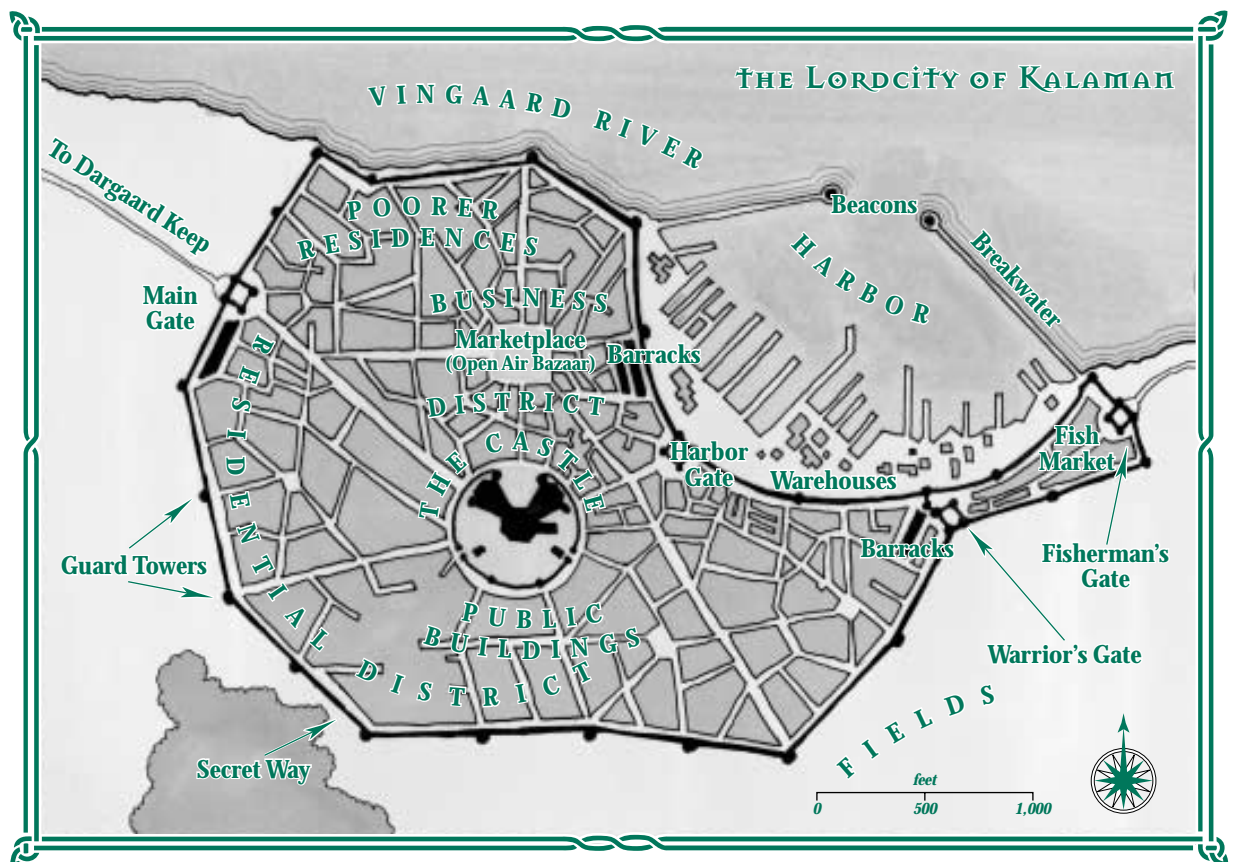 THE LORDCITY OF KALAMAN
VINGAARD RIVER
To Dargaard Keep
POORER
RESIDENCES
Beacons
HARBOR
Breakwater
Main
Gate
BUSINESS
Marketplace
(Open Air Bazaar)
Barracks
DISTRICT
THE CASTLE
RESIDENTIAL DISTRICT
Harbor
Gate
Warehouses
Fish
Market
Barracks
Guard Towers
Fisherman's
Gate
PUBLIC
BUILDINGS
Warrior's Gate
FIELDS
Secret Way
feet
0 500 1,000